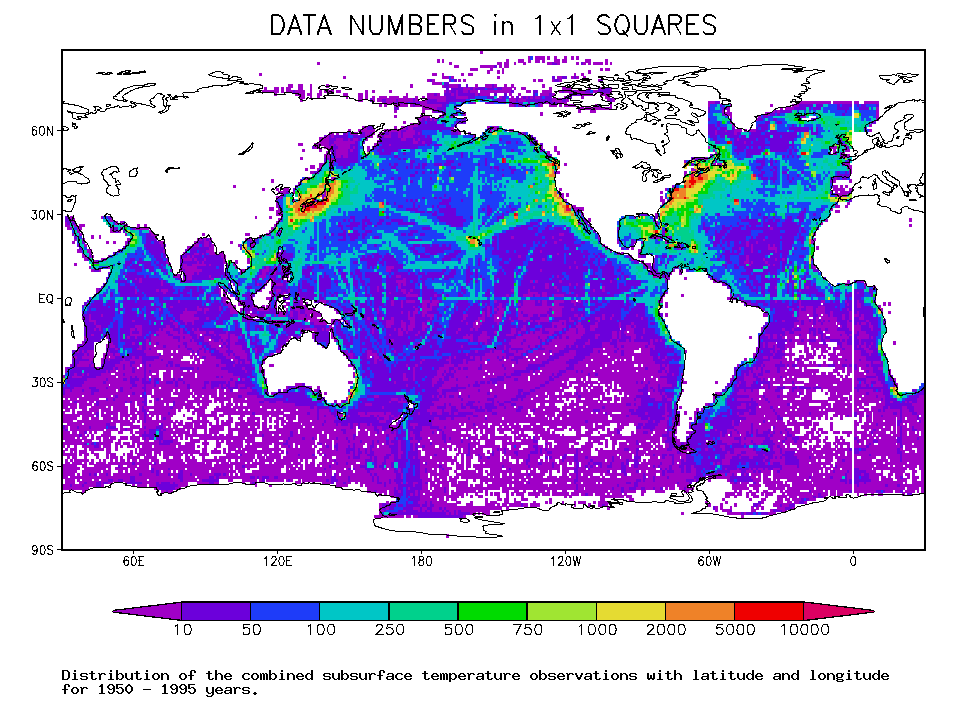 DATA NUMBERS in 1x1 SQUARES
60N
30N
EQ
30S
60S
90S
60E 120E 180 120W 60W 0
10 50 100 250 500 750 1000 2000 5000 10000
Distribution of the combined subsurface temperature observations with latitude and longitude
for 1950 - 1995 years.